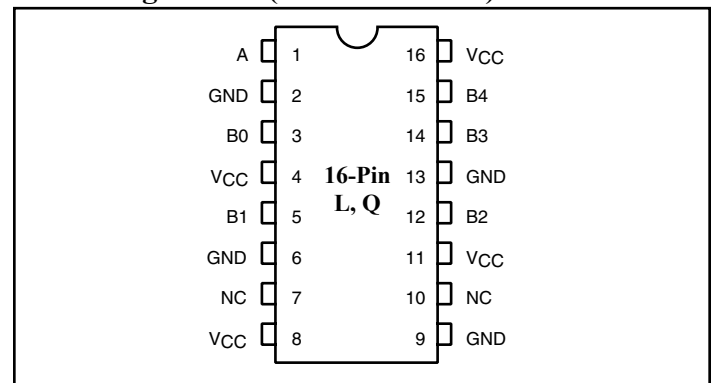 A 1 16 VCC
GND 2 15 B4
B0 3 14 B3
VCC 4 16-Pin 13 GND
L, Q
B1 5 12 B2
GND 6 11 VCC
NC 7 10 NC
VCC 8 9 GND